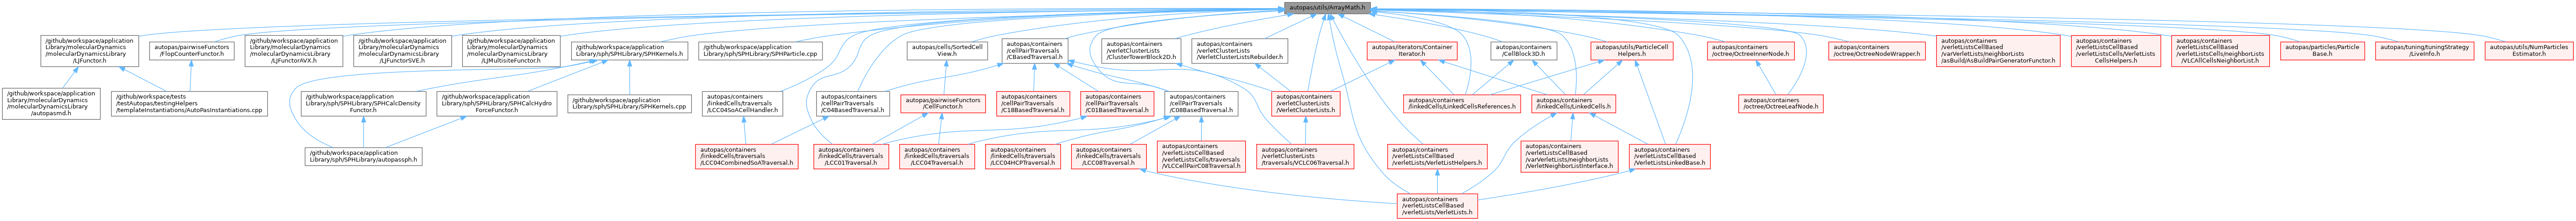 autopas/utils/ArrayMath.h
/github/workspace/application
Library/molecularDynamics
/molecularDynamicsLibrary
/LJFunctor.h
autopas/pairwiseFunctors
/FlopCounterFunctor.h
/github/workspace/application
Library/molecularDynamics
/molecularDynamicsLibrary
/LJFunctorAVX.h
/github/workspace/application
Library/molecularDynamics
/molecularDynamicsLibrary
/LJFunctorSVE.h
/github/workspace/application
Library/molecularDynamics
/molecularDynamicsLibrary
/LJMultisiteFunctor.h
/github/workspace/application
Library/sph/SPHLibrary/SPHKernels.h
/github/workspace/application
Library/sph/SPHLibrary/SPHParticle.cpp
autopas/cells/SortedCell
View.h
autopas/containers
/cellPairTraversals
/CBasedTraversal.h
autopas/containers
/verletClusterLists
/ClusterTowerBlock2D.h
autopas/containers
/verletClusterLists
/VerletClusterListsRebuilder.h
autopas/iterators/Container
Iterator.h
autopas/containers
/CellBlock3D.h
autopas/utils/ParticleCell
Helpers.h
autopas/containers
/octree/OctreeInnerNode.h
autopas/containers
/octree/OctreeNodeWrapper.h
autopas/containers
/verletListsCellBased
/varVerletLists/neighborLists
/asBuild/AsBuildPairGeneratorFunctor.h
autopas/containers
/verletListsCellBased
/verletListsCells/VerletLists
CellsHelpers.h
autopas/containers
/verletListsCellBased
/verletListsCells/neighborLists
/VLCAllCellsNeighborList.h
autopas/particles/Particle
Base.h
autopas/tuning/tuningStrategy
/LiveInfo.h
autopas/utils/NumParticles
Estimator.h
/github/workspace/application
Library/molecularDynamics
/molecularDynamicsLibrary
/autopasmd.h
/github/workspace/tests
/testAutopas/testingHelpers
/templateInstantiations/AutoPasInstantiations.cpp
/github/workspace/application
Library/sph/SPHLibrary/SPHCalcDensity
Functor.h
/github/workspace/application
Library/sph/SPHLibrary/SPHCalcHydro
ForceFunctor.h
/github/workspace/application
Library/sph/SPHLibrary/SPHKernels.cpp
autopas/containers
/linkedCells/traversals
/LCC04SoACellHandler.h
autopas/containers
/cellPairTraversals
/C04BasedTraversal.h
autopas/pairwiseFunctors
/CellFunctor.h
autopas/containers
/cellPairTraversals
/C18BasedTraversal.h
autopas/containers
/cellPairTraversals
/C01BasedTraversal.h
autopas/containers
/cellPairTraversals
/C08BasedTraversal.h
autopas/containers
/verletClusterLists
/VerletClusterLists.h
autopas/containers
/linkedCells/LinkedCellsReferences.h
autopas/containers
/linkedCells/LinkedCells.h
autopas/containers
/octree/OctreeLeafNode.h
/github/workspace/application
Library/sph/SPHLibrary/autopassph.h
autopas/containers
/linkedCells/traversals
/LCC04CombinedSoATraversal.h
autopas/containers
/linkedCells/traversals
/LCC01Traversal.h
autopas/containers
/linkedCells/traversals
/LCC04Traversal.h
autopas/containers
/linkedCells/traversals
/LCC04HCPTraversal.h
autopas/containers
/linkedCells/traversals
/LCC08Traversal.h
autopas/containers
/verletListsCellBased
/verletListsCells/traversals
/VLCCellPairC08Traversal.h
autopas/containers
/verletClusterLists
/traversals/VCLC06Traversal.h
autopas/containers
/verletListsCellBased
/verletLists/VerletListHelpers.h
autopas/containers
/verletListsCellBased
/varVerletLists/neighborLists
/VerletNeighborListInterface.h
autopas/containers
/verletListsCellBased
/VerletListsLinkedBase.h
autopas/containers
/verletListsCellBased
/verletLists/VerletLists.h